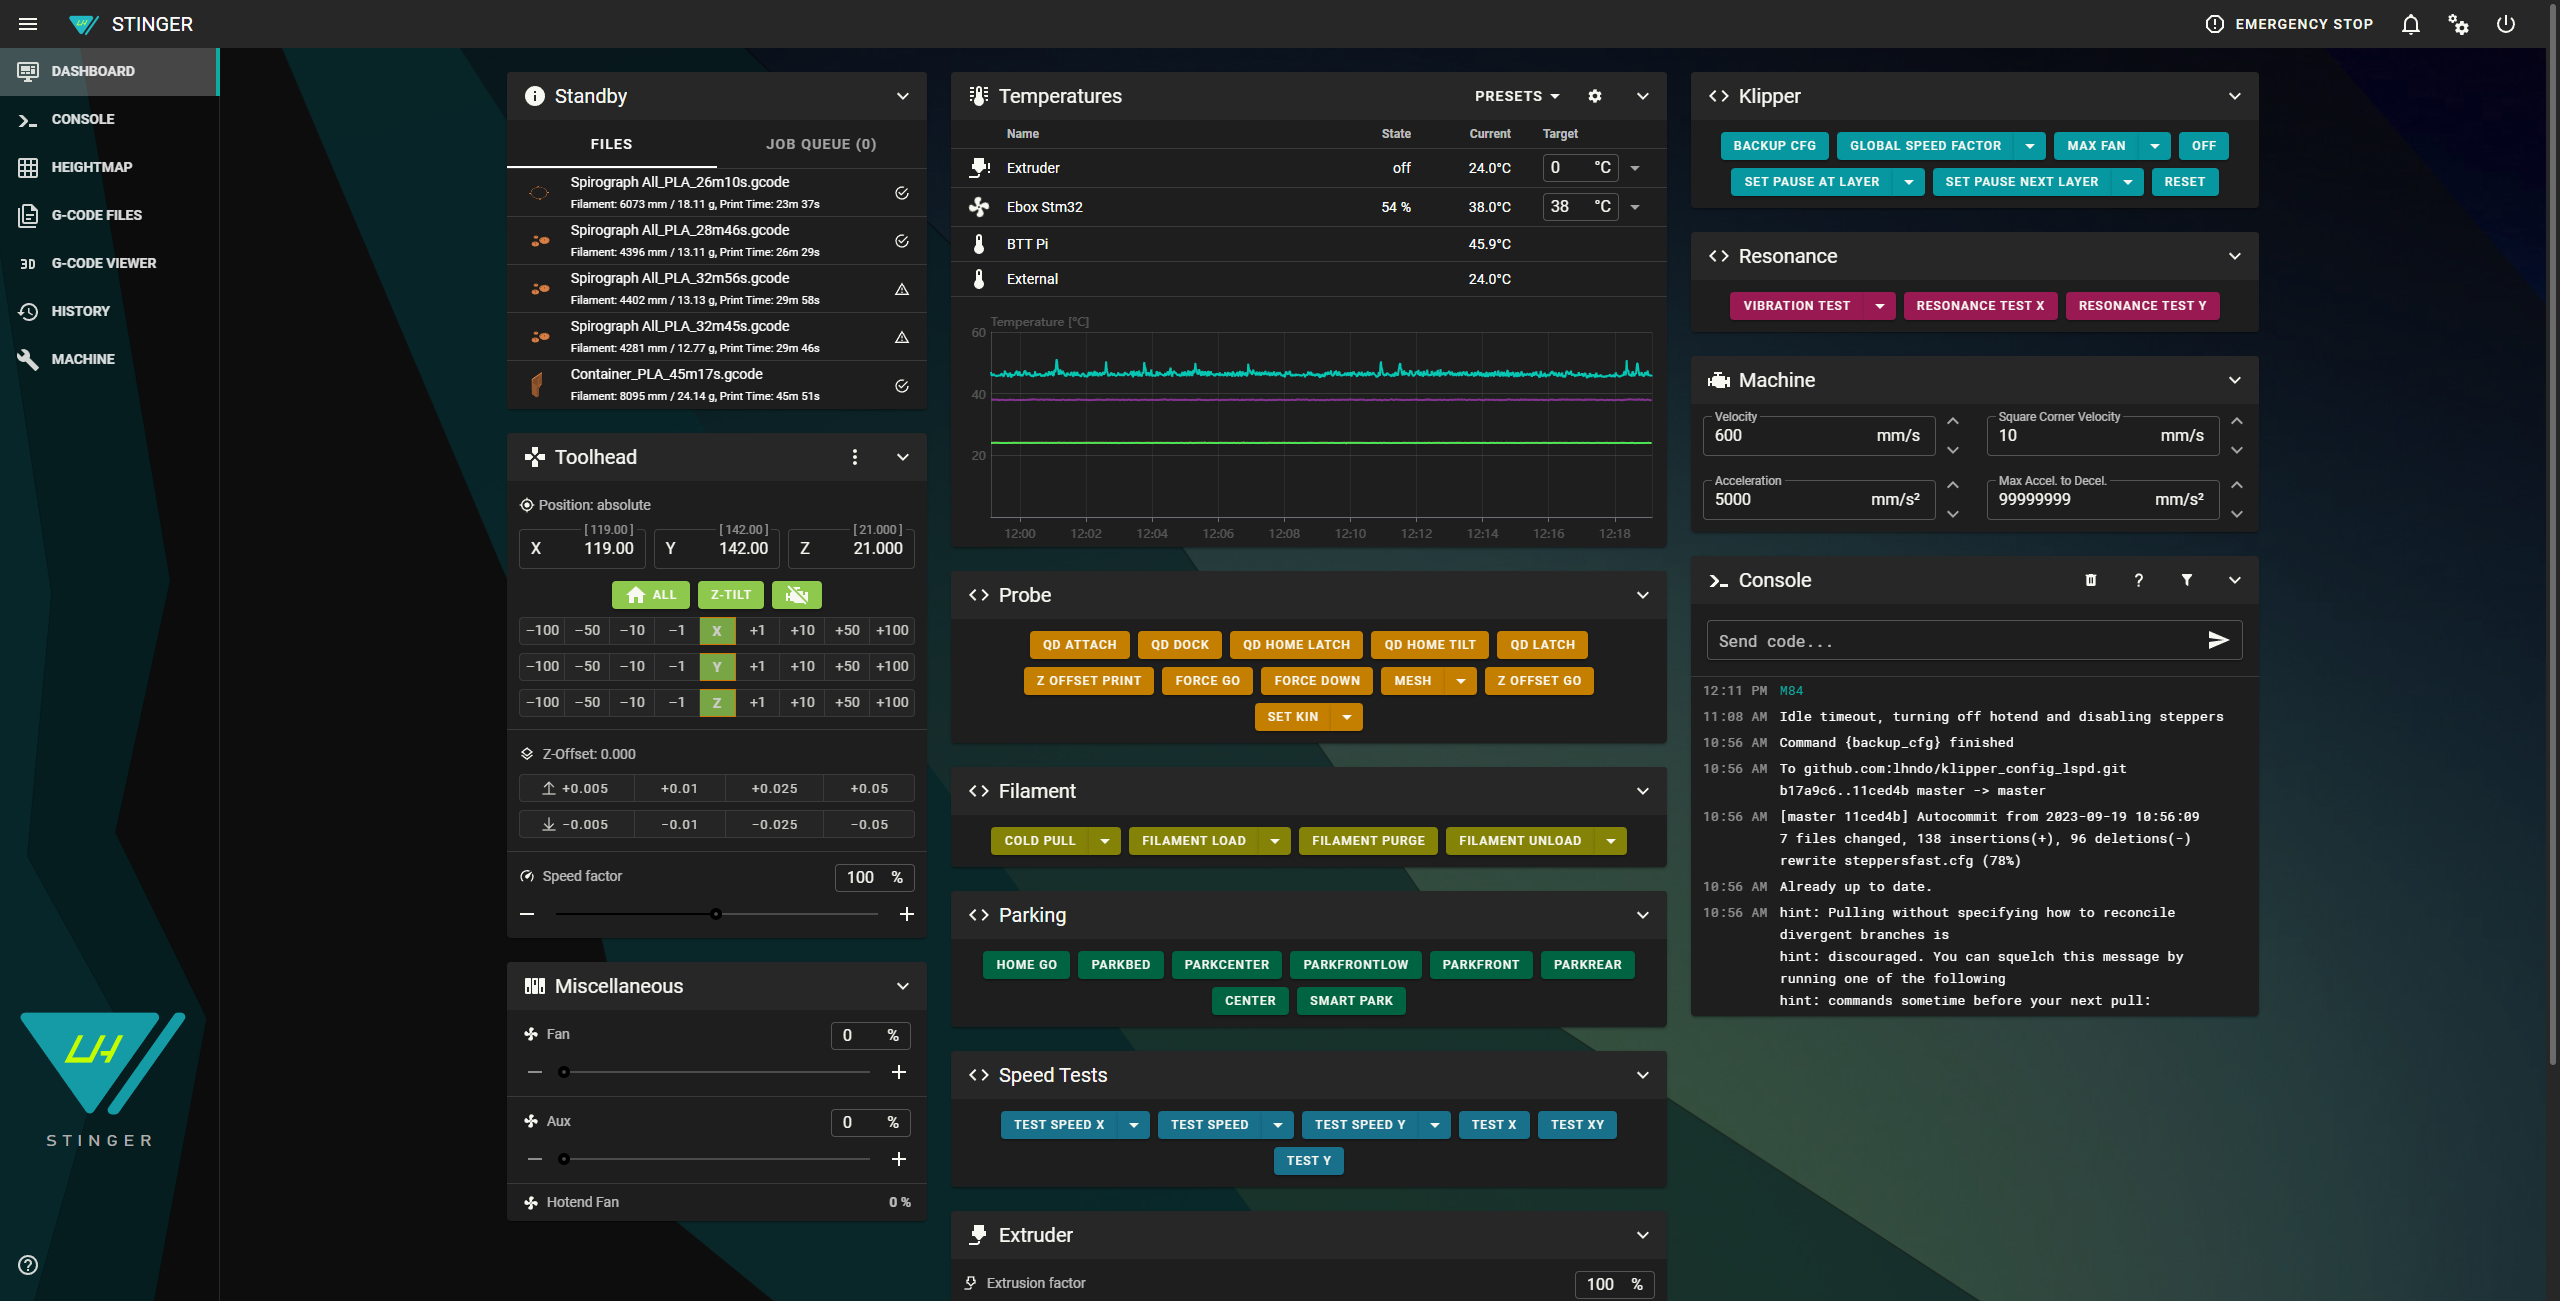 STINGER
EMERGENCY STOP
DASHBOARD
CONSOLE
HEIGHTMAP
G-CODE FILES
3D G-CODE VIEWER
HISTORY
MACHINE
LH
STINGER
Standby
FILES JOB QUEUE (0)
Spirograph All_PLA_26m10s.gcode
Filament: 6073 mm / 18.11 g, Print Time: 23m 37s
Spirograph All_PLA_28m46s.gcode
Filament: 4396 mm / 13.11 g, Print Time: 26m 29s
Spirograph All_PLA_32m56s.gcode
Filament: 4402 mm / 13.13 g, Print Time: 29m 58s
Spirograph All_PLA_32m45s.gcode
Filament: 4281 mm / 12.77 g, Print Time: 29m 46s
Container_PLA_45m17s.gcode
Filament: 8095 mm / 24.14 g, Print Time: 45m 51s
Toolhead
Position: absolute
[ 119.00 ] [ 142.00 ] [ 21.000 ]
X 119.00 Y 142.00 Z 21.000
ALL Z-TILT
−100 −50 −10 −1 X +1 +10 +50 +100
−100 −50 −10 −1 Y +1 +10 +50 +100
−100 −50 −10 −1 Z +1 +10 +50 +100
Z-Offset: 0.000
+0.005 +0.01 +0.025 +0.05
−0.005 −0.01 −0.025 −0.05
Speed factor 100 %
Miscellaneous
Fan 0 %
Aux 0 %
Hotend Fan 0 %
Temperatures PRESETS
Name State Current Target
Extruder off 24.0°C 0 °C
Ebox Stm32 54 % 38.0°C 38 °C
BTT Pi 45.9°C
External 24.0°C
Temperature [°C]
60
40
20
12:00 12:02 12:04 12:06 12:08 12:10 12:12 12:14 12:16 12:18
Probe
QD ATTACH QD DOCK QD HOME LATCH QD HOME TILT QD LATCH
Z OFFSET PRINT FORCE GO FORCE DOWN MESH Z OFFSET GO
SET KIN
Filament
COLD PULL FILAMENT LOAD FILAMENT PURGE FILAMENT UNLOAD
Parking
HOME GO PARKBED PARKCENTER PARKFRONTLOW PARKFRONT PARKREAR
CENTER SMART PARK
Speed Tests
TEST SPEED X TEST SPEED TEST SPEED Y TEST X TEST XY
TEST Y
Extruder
Extrusion factor 100 %
Klipper
BACKUP CFG GLOBAL SPEED FACTOR MAX FAN OFF
SET PAUSE AT LAYER SET PAUSE NEXT LAYER RESET
Resonance
VIBRATION TEST RESONANCE TEST X RESONANCE TEST Y
Machine
Velocity Square Corner Velocity
600 mm/s 10 mm/s
Acceleration Max Accel. to Decel.
5000 mm/s² 99999999 mm/s²
Console ?
Send code...
12:11 PM M84
11:08 AM Idle timeout, turning off hotend and disabling steppers
10:56 AM Command {backup_cfg} finished
10:56 AM To github.com:lhndo/klipper_config_lspd.git
b17a9c6..11ced4b master -> master
10:56 AM [master 11ced4b] Autocommit from 2023-09-19 10:56:09
7 files changed, 138 insertions(+), 96 deletions(-)
rewrite steppersfast.cfg (78%)
10:56 AM Already up to date.
10:56 AM hint: Pulling without specifying how to reconcile
divergent branches is
hint: discouraged. You can squelch this message by
running one of the following
hint: commands sometime before your next pull: